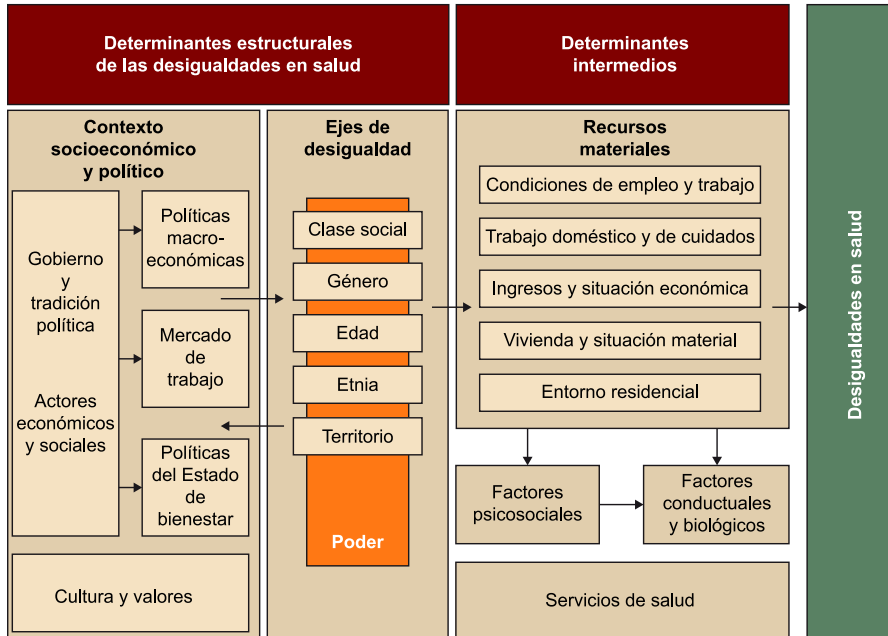 Determinantes estructurales
de las desigualdades en salud
Determinantes
intermedios
Contexto
socioeconómico
y político
Gobierno
y
tradición
política
Actores
económicos
y sociales
Políticas
macro-
económicas
Mercado
de
trabajo
Políticas
del Estado
de
bienestar
Cultura y valores
Ejes de
desigualdad
Clase social
Género
Edad
Etnia
Territorio
Poder
Recursos
materiales
Condiciones de empleo y trabajo
Trabajo doméstico y de cuidados
Ingresos y situación económica
Vivienda y situación material
Entorno residencial
Factores
psicosociales
Factores
conductuales
y biológicos
Servicios de salud
Desigualdades en salud